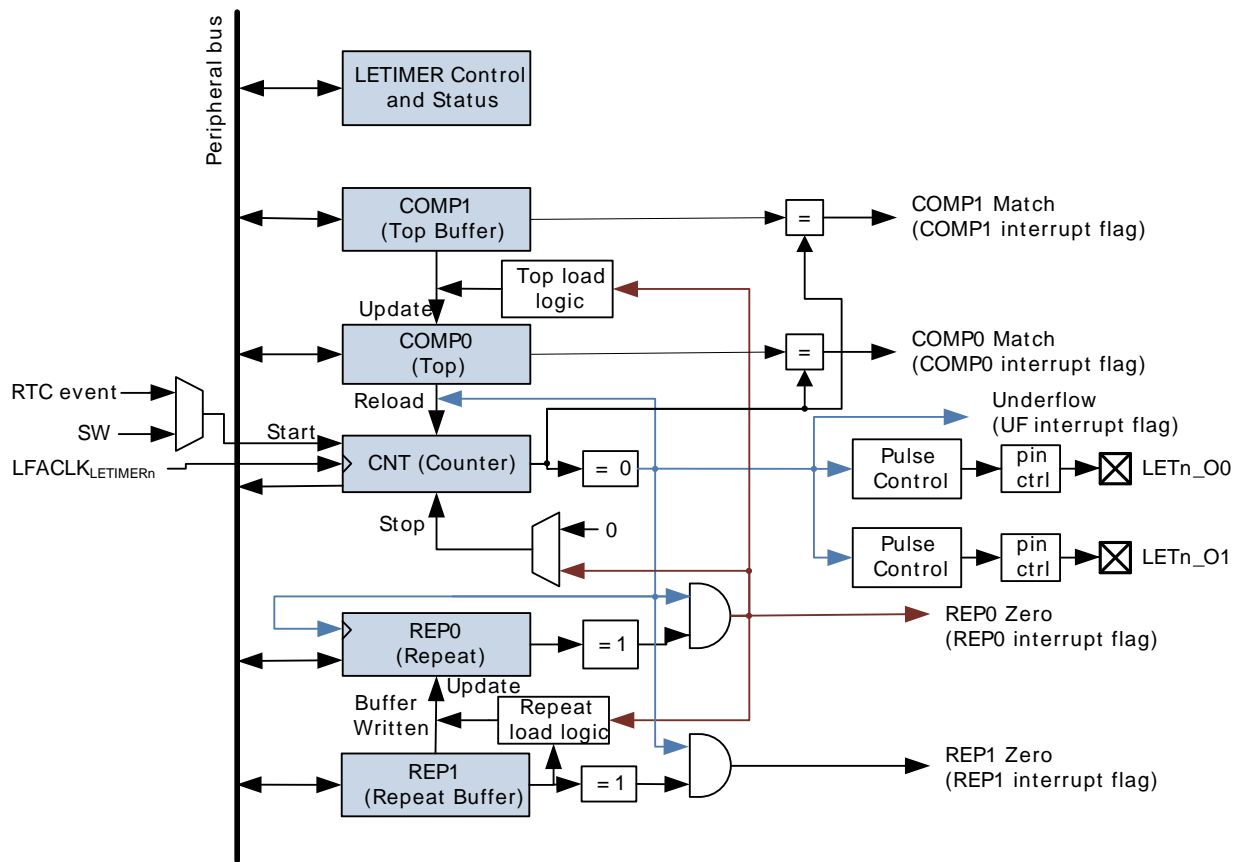 Peripheral bus
LETIMER Control
and Status
COMP1
(Top Buffer)
=
COMP1 Match
(COMP1 interrupt flag)
Top load
logic
Update
COMP0
(Top)
=
COMP0 Match
(COMP0 interrupt flag)
RTC event
SW
LFACLKLETIMERn
Start
Reload
CNT (Counter)
= 0
Underflow
(UF interrupt flag)
Pulse
Control
pin
ctrl
LETn_O0
Stop
0
Pulse
Control
pin
ctrl
LETn_O1
REP0
(Repeat)
= 1
REP0 Zero
(REP0 interrupt flag)
Update
Buffer
Written
Repeat
load logic
REP1
(Repeat Buffer)
= 1
REP1 Zero
(REP1 interrupt flag)